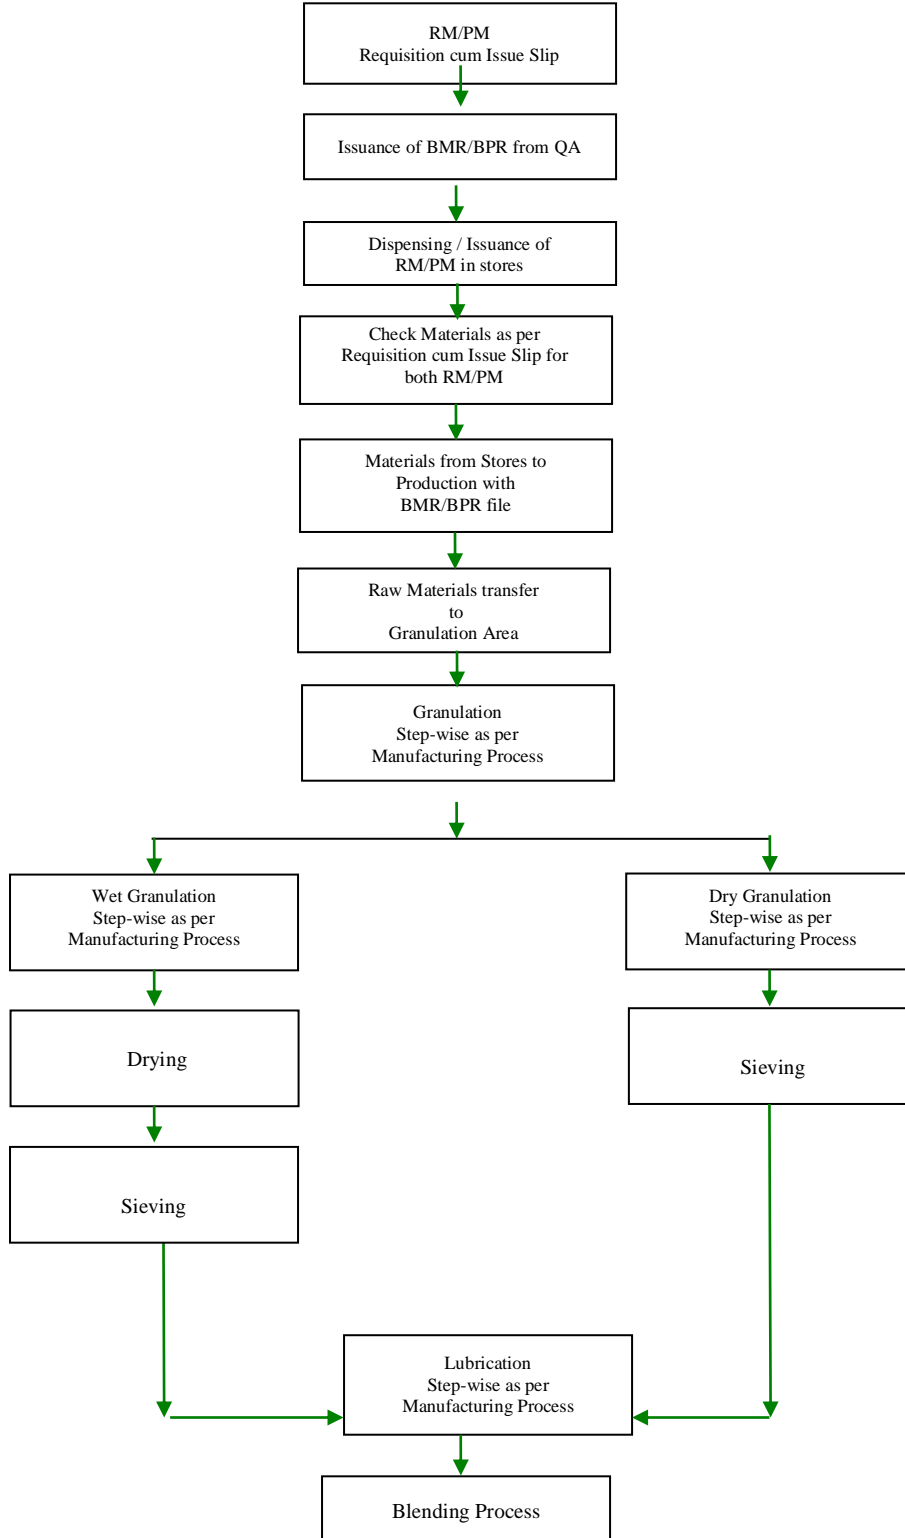 RM/PM
Requisition cum Issue Slip
Issuance of BMR/BPR from QA
Dispensing / Issuance of
RM/PM in stores
Check Materials as per
Requisition cum Issue Slip for
both RM/PM
Materials from Stores to
Production with
BMR/BPR file
Raw Materials transfer
to
Granulation Area
Granulation
Step-wise as per
Manufacturing Process
Wet Granulation
Step-wise as per
Manufacturing Process
Dry Granulation
Step-wise as per
Manufacturing Process
Drying
Sieving
Sieving
Lubrication
Step-wise as per
Manufacturing Process
Blending Process